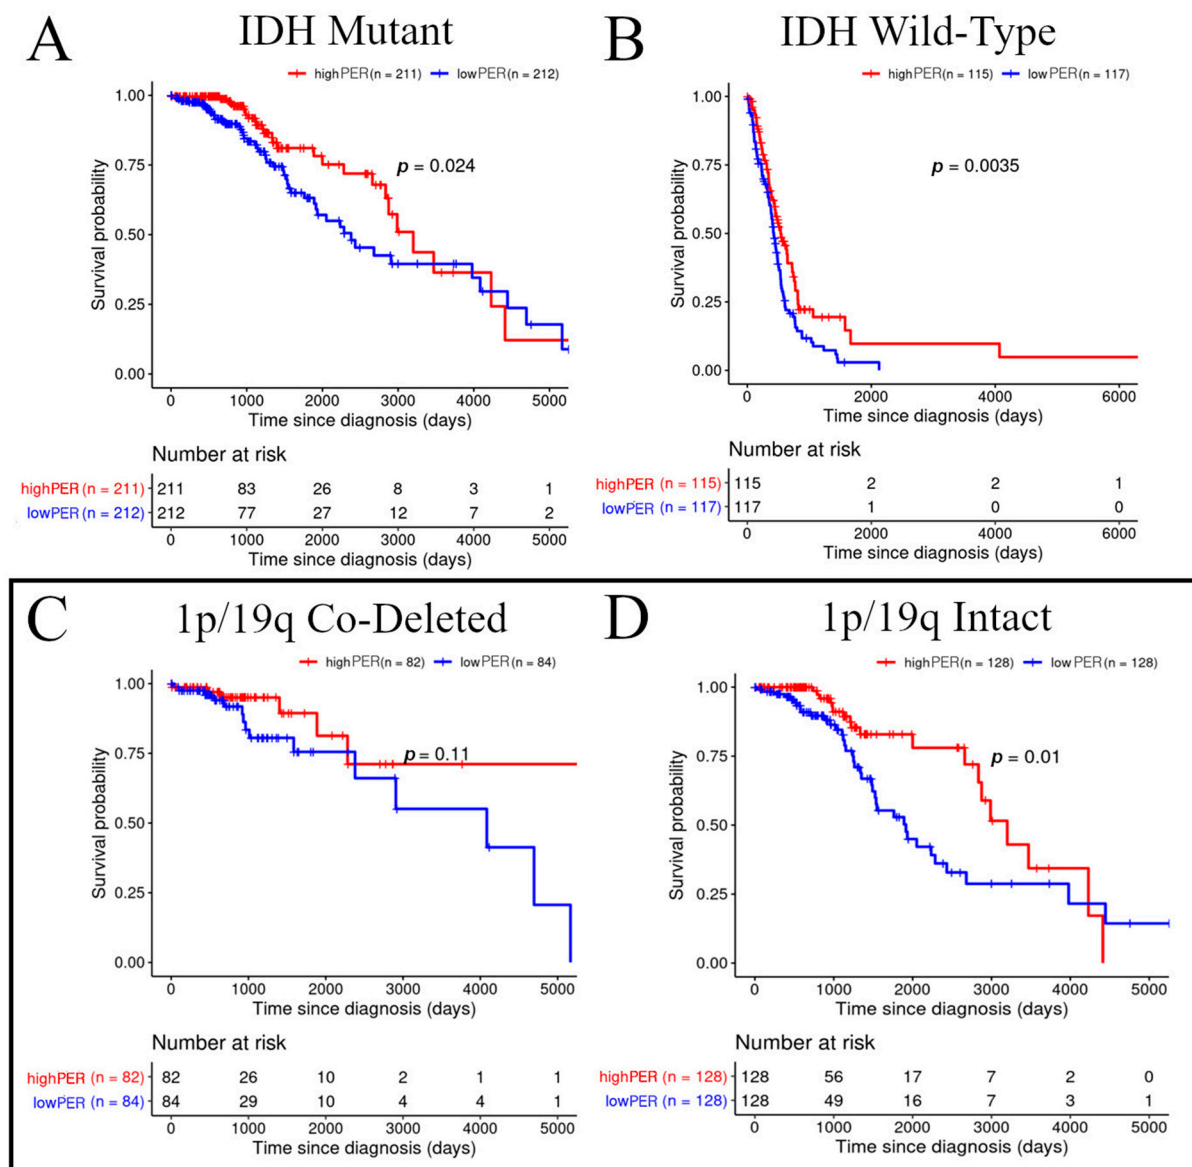 A
IDH Mutant
highPER(n = 211) lowPER(n = 212)
Survival probability
1.00
0.75
0.50
0.25
0.00
p = 0.024
0 1000 2000 3000 4000 5000
Time since diagnosis (days)
Number at risk
highPER (n = 211) 211 83 26 8 3 1
lowPER (n = 212) 212 77 27 12 7 2
0 1000 2000 3000 4000 5000
Time since diagnosis (days)
B
IDH Wild-Type
highPER(n = 115) lowPER(n = 117)
Survival probability
1.00
0.75
0.50
0.25
0.00
p = 0.0035
0 2000 4000 6000
Time since diagnosis (days)
Number at risk
highPER (n = 115) 115 2 2 1
lowPER (n = 117) 117 1 0 0
0 2000 4000 6000
Time since diagnosis (days)
C
1p/19q Co-Deleted
highPER(n = 82) lowPER(n = 84)
Survival probability
1.00
0.75
0.50
0.25
0.00
p = 0.11
0 1000 2000 3000 4000 5000
Time since diagnosis (days)
Number at risk
highPER (n = 82) 82 26 10 2 1 1
lowPER (n = 84) 84 29 10 4 4 1
0 1000 2000 3000 4000 5000
Time since diagnosis (days)
D
1p/19q Intact
highPER(n = 128) lowPER(n = 128)
Survival probability
1.00
0.75
0.50
0.25
0.00
p = 0.01
0 1000 2000 3000 4000 5000
Time since diagnosis (days)
Number at risk
highPER (n = 128) 128 56 17 7 2 0
lowPER (n = 128) 128 49 16 7 3 1
0 1000 2000 3000 4000 5000
Time since diagnosis (days)